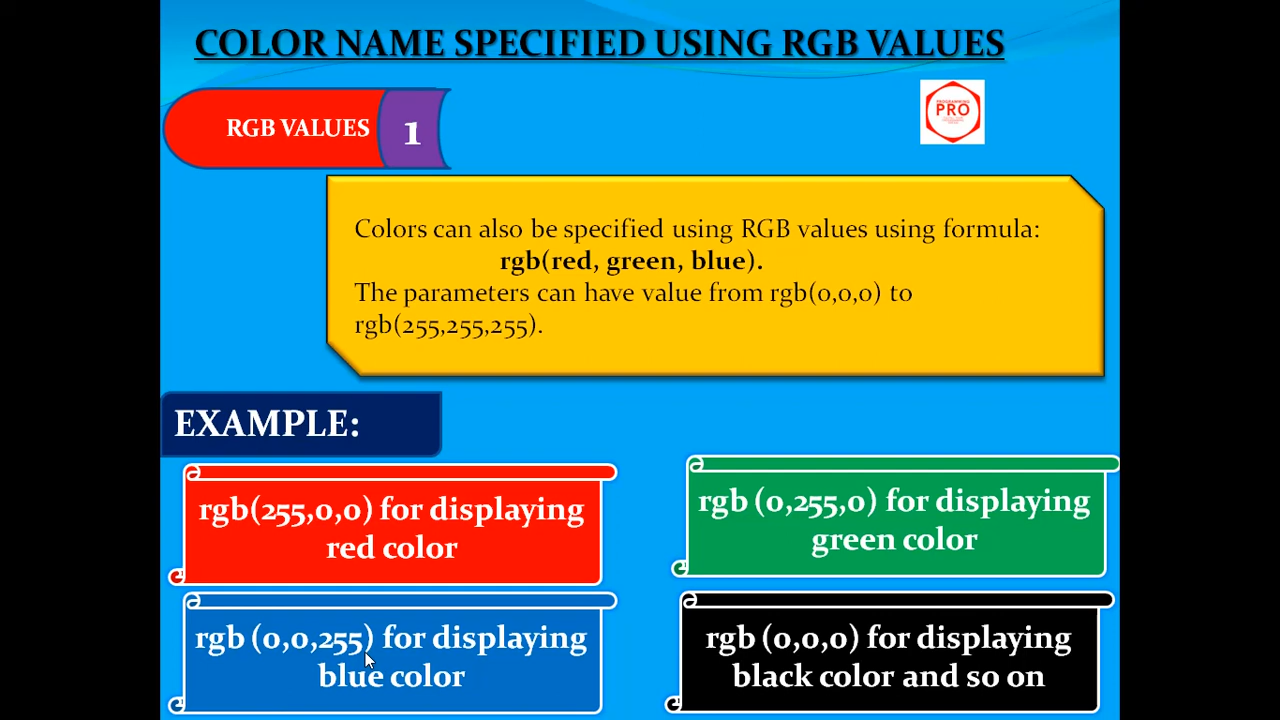 COLOR NAME SPECIFIED USING RGB VALUES
RGB VALUES
1
PROGRAMMING
PRO
Colors can also be specified using RGB values using formula:
rgb(red, green, blue).
The parameters can have value from rgb(0,0,0) to
rgb(255,255,255).
EXAMPLE:
rgb(255,0,0) for displaying
red color
rgb (0,255,0) for displaying
green color
rgb (0,0,255) for displaying
blue color
rgb (0,0,0) for displaying
black color and so on